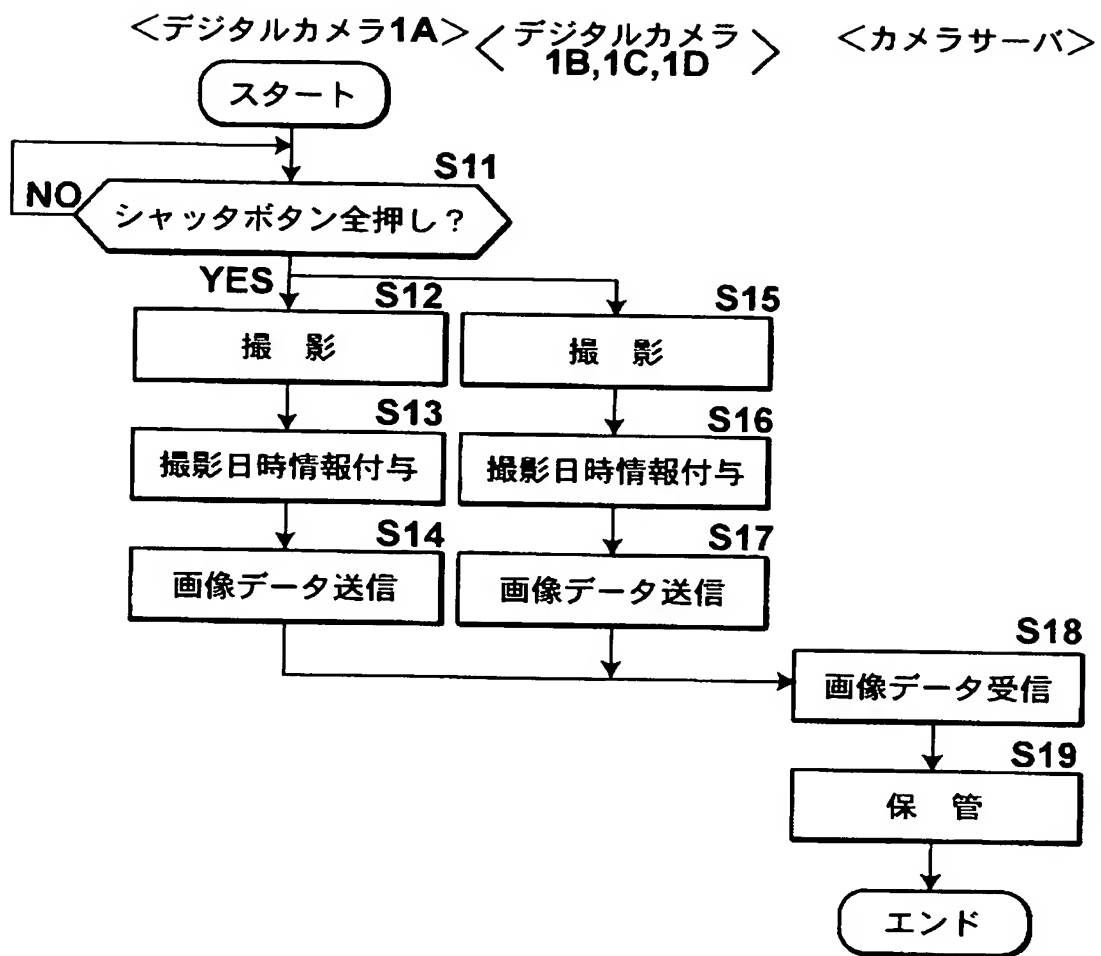 <デジタルカメラ1A>
<デジタルカメラ
1B,1C,1D>
<カメラサーバ>
スタート
S11
NO
シャッタボタン全押し?
YES
S12
撮 影
S13
撮影日時情報付与
S14
画像データ送信
S15
撮 影
S16
撮影日時情報付与
S17
画像データ送信
S18
画像データ受信
S19
保 管
エンド